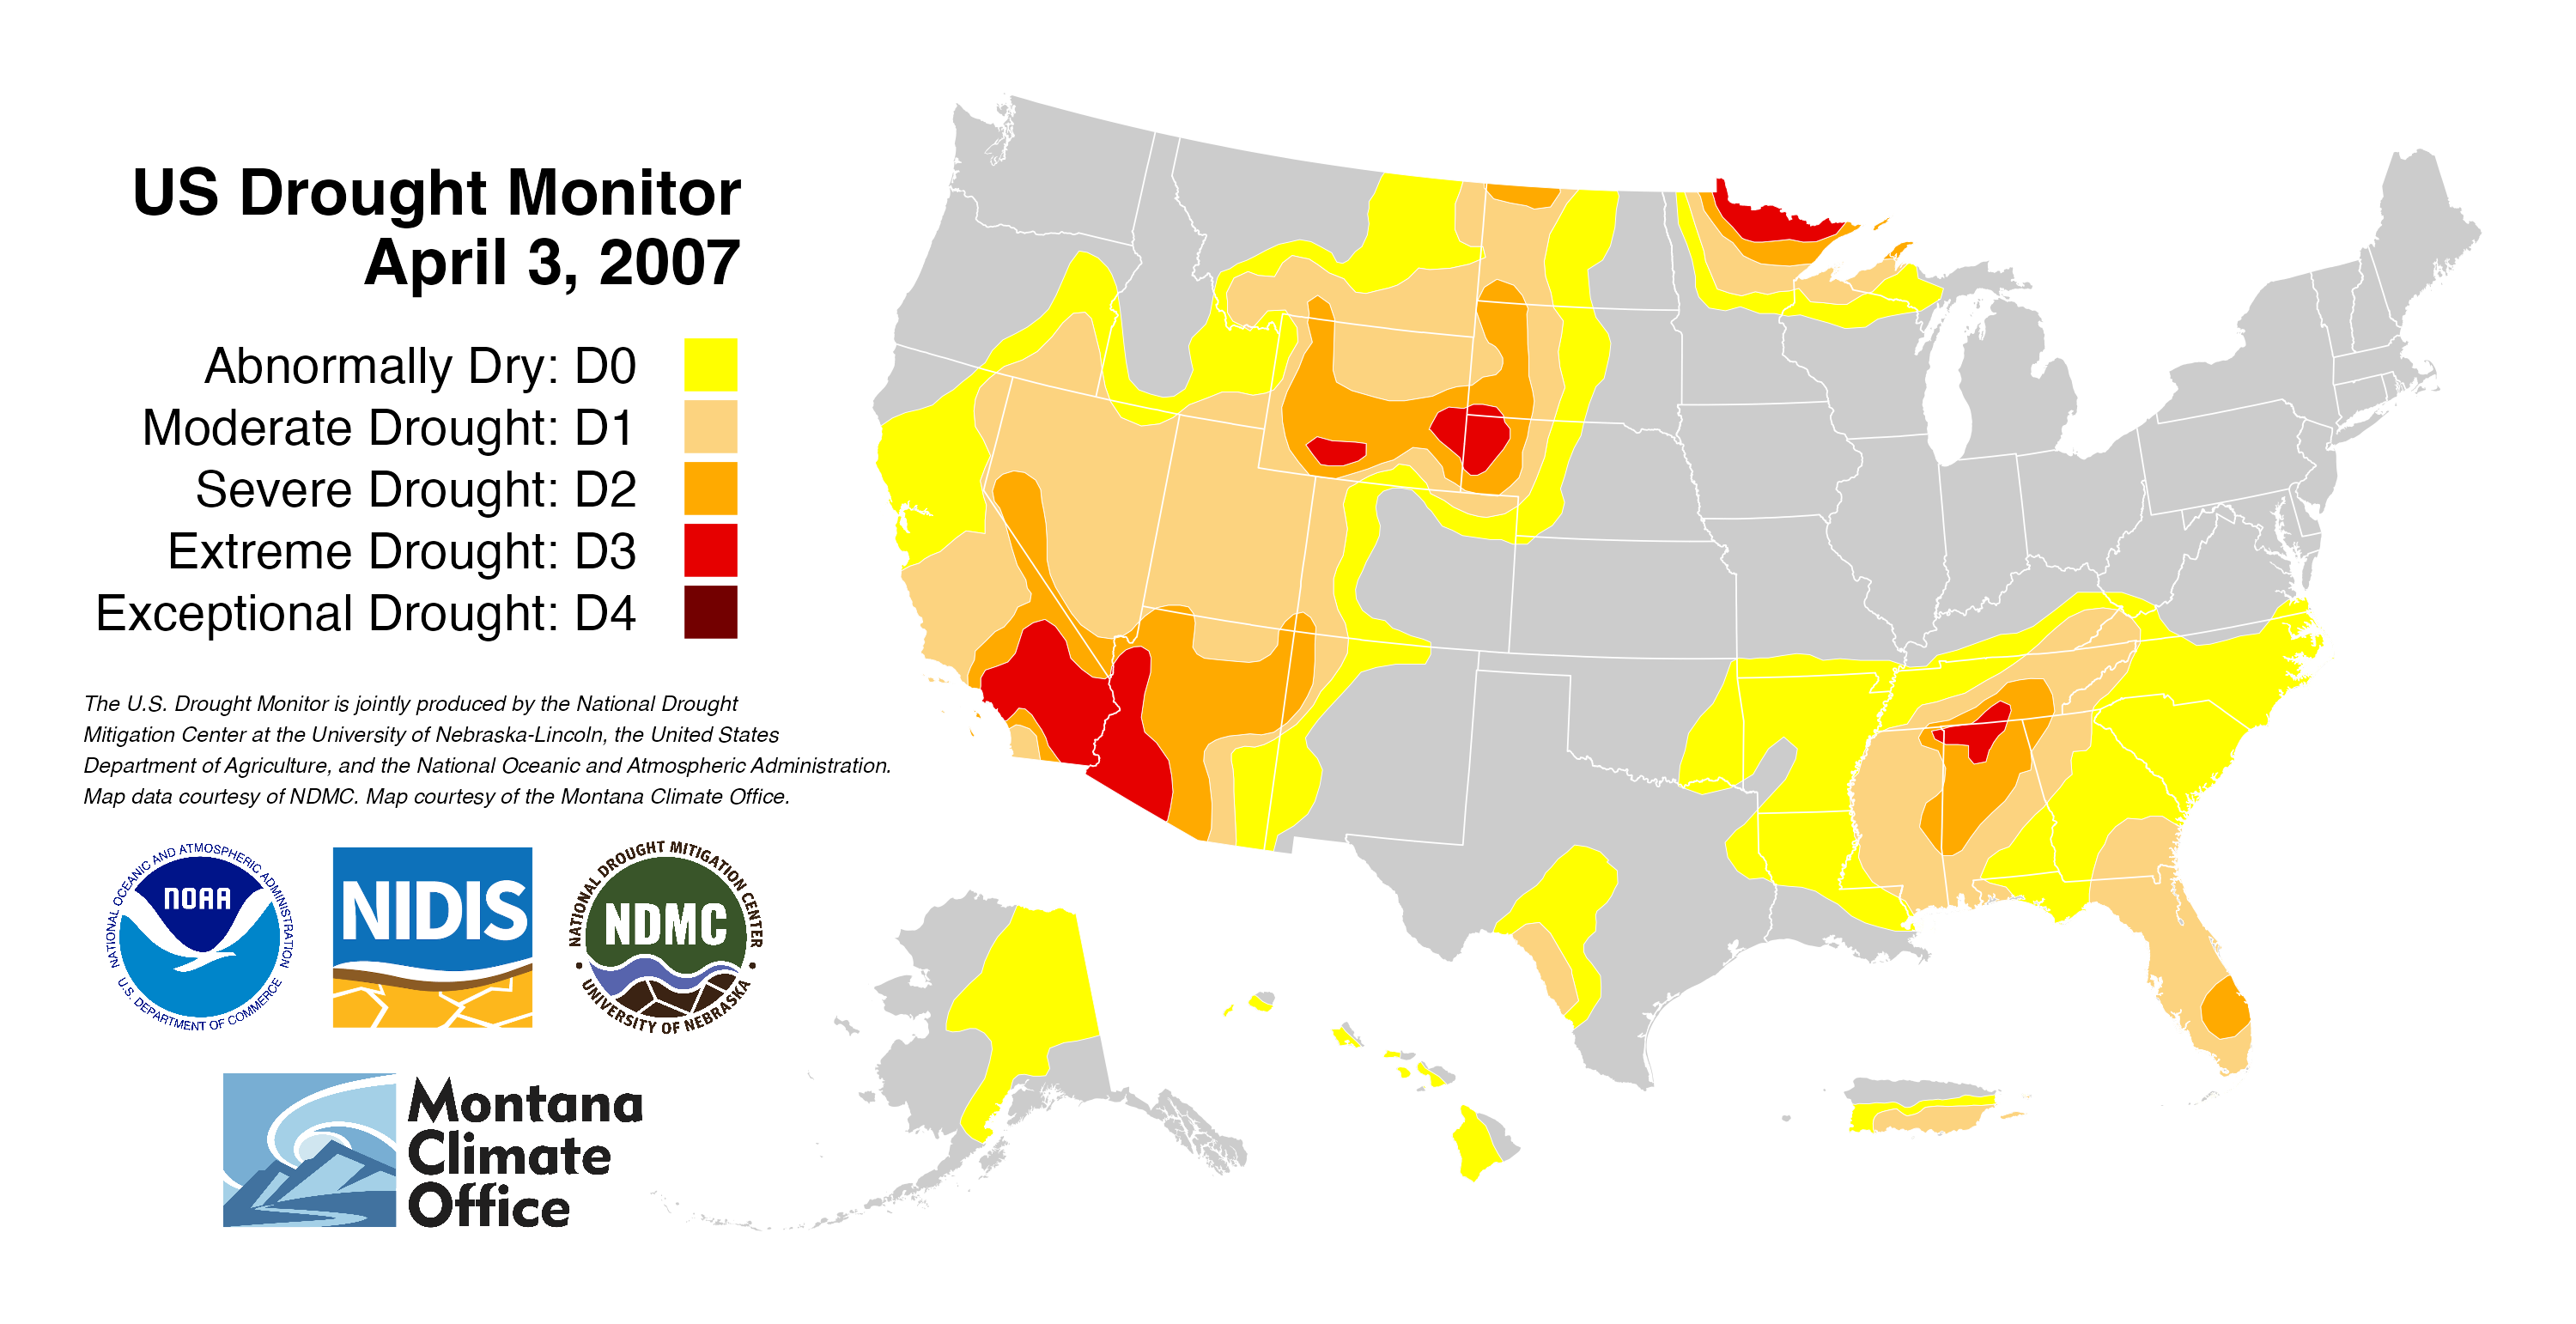 US Drought Monitor
April 3, 2007
Abnormally Dry: D0
Moderate Drought: D1
Severe Drought: D2
Extreme Drought: D3
Exceptional Drought: D4
The U.S. Drought Monitor is jointly produced by the National Drought
Mitigation Center at the University of Nebraska-Lincoln, the United States
Department of Agriculture, and the National Oceanic and Atmospheric Administration.
Map data courtesy of NDMC. Map courtesy of the Montana Climate Office.
NATIONAL OCEANIC AND ATMOSPHERIC ADMINISTRATION
NOAA
U.S. DEPARTMENT OF COMMERCE
NIDIS
NATIONAL DROUGHT MITIGATION CENTER
NDMC
• UNIVERSITY OF NEBRASKA •
Montana
Climate
Office